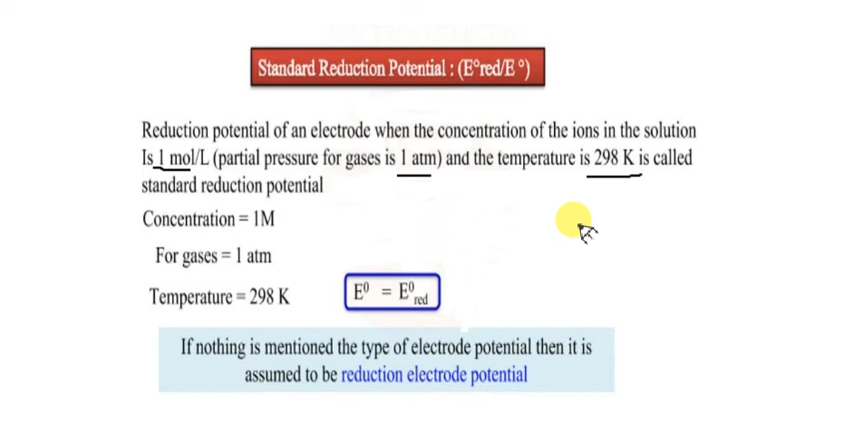 Standard Reduction Potential : (E°red/E °)
Reduction potential of an electrode when the concentration of the ions in the solution
Is 1 mol/L (partial pressure for gases is 1 atm) and the temperature is 298 K is called
standard reduction potential
Concentration = 1M
For gases = 1 atm
Temperature = 298 K
E⁰ = E⁰red
If nothing is mentioned the type of electrode potential then it is
assumed to be reduction electrode potential